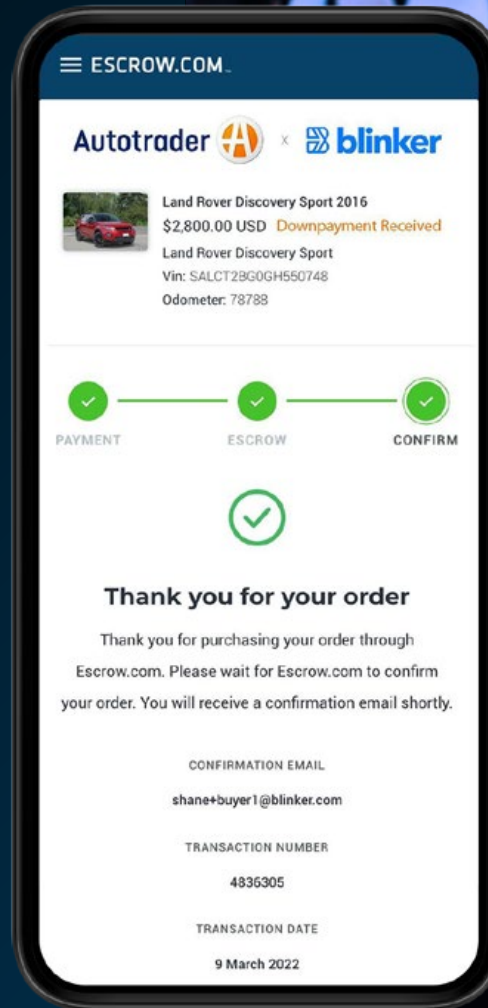 ESCROW.COM
Autotrader x blinker
Land Rover Discovery Sport 2016
$2,800.00 USD Downpayment Received
Land Rover Discovery Sport
Vin: SALCT2BG0GH550748
Odometer: 78788
PAYMENT ESCROW CONFIRM
Thank you for your order
Thank you for purchasing your order through
Escrow.com. Please wait for Escrow.com to confirm
your order. You will receive a confirmation email shortly.
CONFIRMATION EMAIL
shane+buyer1@blinker.com
TRANSACTION NUMBER
4836305
TRANSACTION DATE
9 March 2022